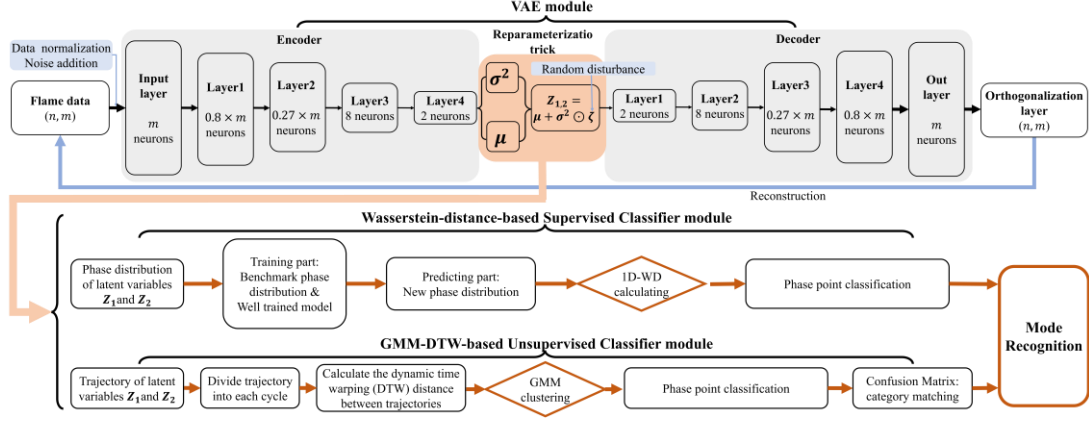 VAE module
Encoder
Reparameterizatio
trick
Decoder
Data normalization
Noise addition
Flame data
(n, m)
Input
layer
m
neurons
Layer1
0.8 × m
neurons
Layer2
0.27 × m
neurons
Layer3
8 neurons
Layer4
2 neurons
σ²
μ
Random disturbance
Z₁,₂ =
μ + σ² ⊙ ζ
Layer1
2 neurons
Layer2
8 neurons
Layer3
0.27 × m
neurons
Layer4
0.8 × m
neurons
Out
layer
m
neurons
Orthogonalization
layer
(n, m)
Reconstruction
Wasserstein-distance-based Supervised Classifier module
Phase distribution
of latent variables
Z₁and Z₂
Training part:
Benchmark phase
distribution &
Well trained model
Predicting part:
New phase distribution
1D-WD
calculating
Phase point classification
GMM-DTW-based Unsupervised Classifier module
Trajectory of latent
variables Z₁and Z₂
Divide trajectory
into each cycle
Calculate the dynamic time
warping (DTW) distance
between trajectories
GMM
clustering
Phase point classification
Confusion Matrix:
category matching
Mode
Recognition